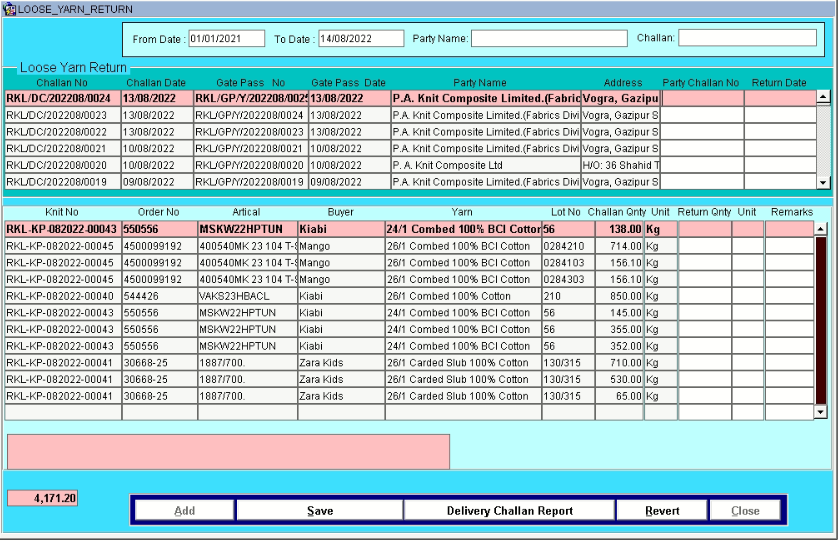 LOOSE_YARN_RETURN
From Date : 01/01/2021 To Date : 14/08/2022 Party Name: Challan:
Loose Yarn Return
Challan No Challan Date Gate Pass No Gate Pass Date Party Name Address Party Challan No Return Date
RKL/DC/202208/0024 13/08/2022 RKL/GP/Y/202208/0025 13/08/2022 P.A. Knit Composite Limited.(Fabric Vogra, Gazipu
RKL/DC/202208/0023 13/08/2022 RKL/GP/Y/202208/0024 13/08/2022 P.A. Knit Composite Limited.(Fabrics Divi Vogra, Gazipur S
RKL/DC/202208/0022 13/08/2022 RKL/GP/Y/202208/0023 13/08/2022 P.A. Knit Composite Limited.(Fabrics Divi Vogra, Gazipur S
RKL/DC/202208/0021 10/08/2022 RKL/GP/Y/202208/0021 10/08/2022 P.A. Knit Composite Limited.(Fabrics Divi Vogra, Gazipur S
RKL/DC/202208/0020 10/08/2022 RKL/GP/Y/202208/0020 10/08/2022 P. A. Knit Composite Ltd H/O: 36 Shahid T
RKL/DC/202208/0019 09/08/2022 RKL/GP/Y/202208/0019 09/08/2022 P.A. Knit Composite Limited.(Fabrics Divi Vogra, Gazipur S
Knit No Order No Artical Buyer Yarn Lot No Challan Qnty Unit Return Qnty Unit Remarks
RKL-KP-082022-00043 550556 MSKW22HPTUN Kiabi 24/1 Combed 100% BCI Cotton 56 138.00 Kg
RKL-KP-082022-00045 4500099192 400540MK 23 104 T-S Mango 26/1 Combed 100% BCI Cotton 0284210 714.00 Kg
RKL-KP-082022-00045 4500099192 400540MK 23 104 T-S Mango 26/1 Combed 100% BCI Cotton 0284103 156.10 Kg
RKL-KP-082022-00045 4500099192 400540MK 23 104 T-S Mango 26/1 Combed 100% BCI Cotton 0284303 156.10 Kg
RKL-KP-082022-00040 544426 VAKS23HBACL Kiabi 26/1 Combed 100% Cotton 210 850.00 Kg
RKL-KP-082022-00043 550556 MSKW22HPTUN Kiabi 24/1 Combed 100% BCI Cotton 56 145.00 Kg
RKL-KP-082022-00043 550556 MSKW22HPTUN Kiabi 24/1 Combed 100% BCI Cotton 56 355.00 Kg
RKL-KP-082022-00043 550556 MSKW22HPTUN Kiabi 24/1 Combed 100% BCI Cotton 56 352.00 Kg
RKL-KP-082022-00041 30668-25 1887/700. Zara Kids 26/1 Carded Slub 100% Cotton 130/315 710.00 Kg
RKL-KP-082022-00041 30668-25 1887/700. Zara Kids 26/1 Carded Slub 100% Cotton 130/315 530.00 Kg
RKL-KP-082022-00041 30668-25 1887/700. Zara Kids 26/1 Carded Slub 100% Cotton 130/315 65.00 Kg
4,171.20
Add Save Delivery Challan Report Revert Close